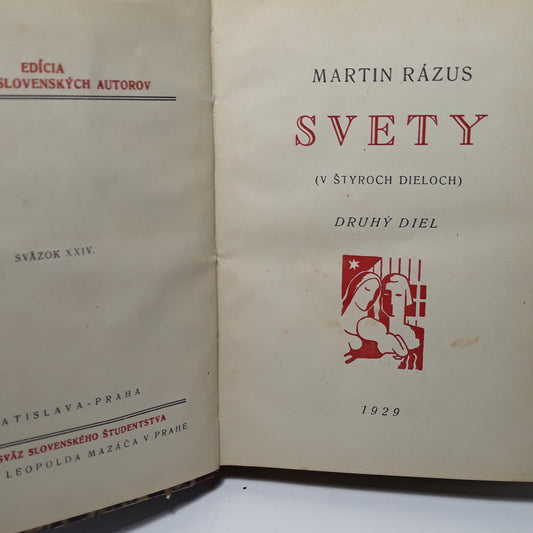 EDÍCIA
SLOVENSKÝCH AUTOROV
SVÄZOK XXIV.
ATISLAVA-PRAHA
SVÄZ SLOVENSKÉHO ŠTUDENTSTVA
LEOPOLDA MAZÁČA V PRAHE
MARTIN RÁZUS
SVETY
(V ŠTYROCH DIELOCH)
DRUHÝ DIEL
1929